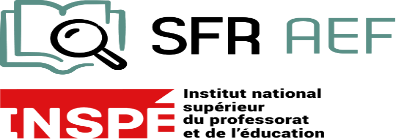 SFR AEF
INSPÉ
Institut national
supérieur
du professorat
et de l'éducation